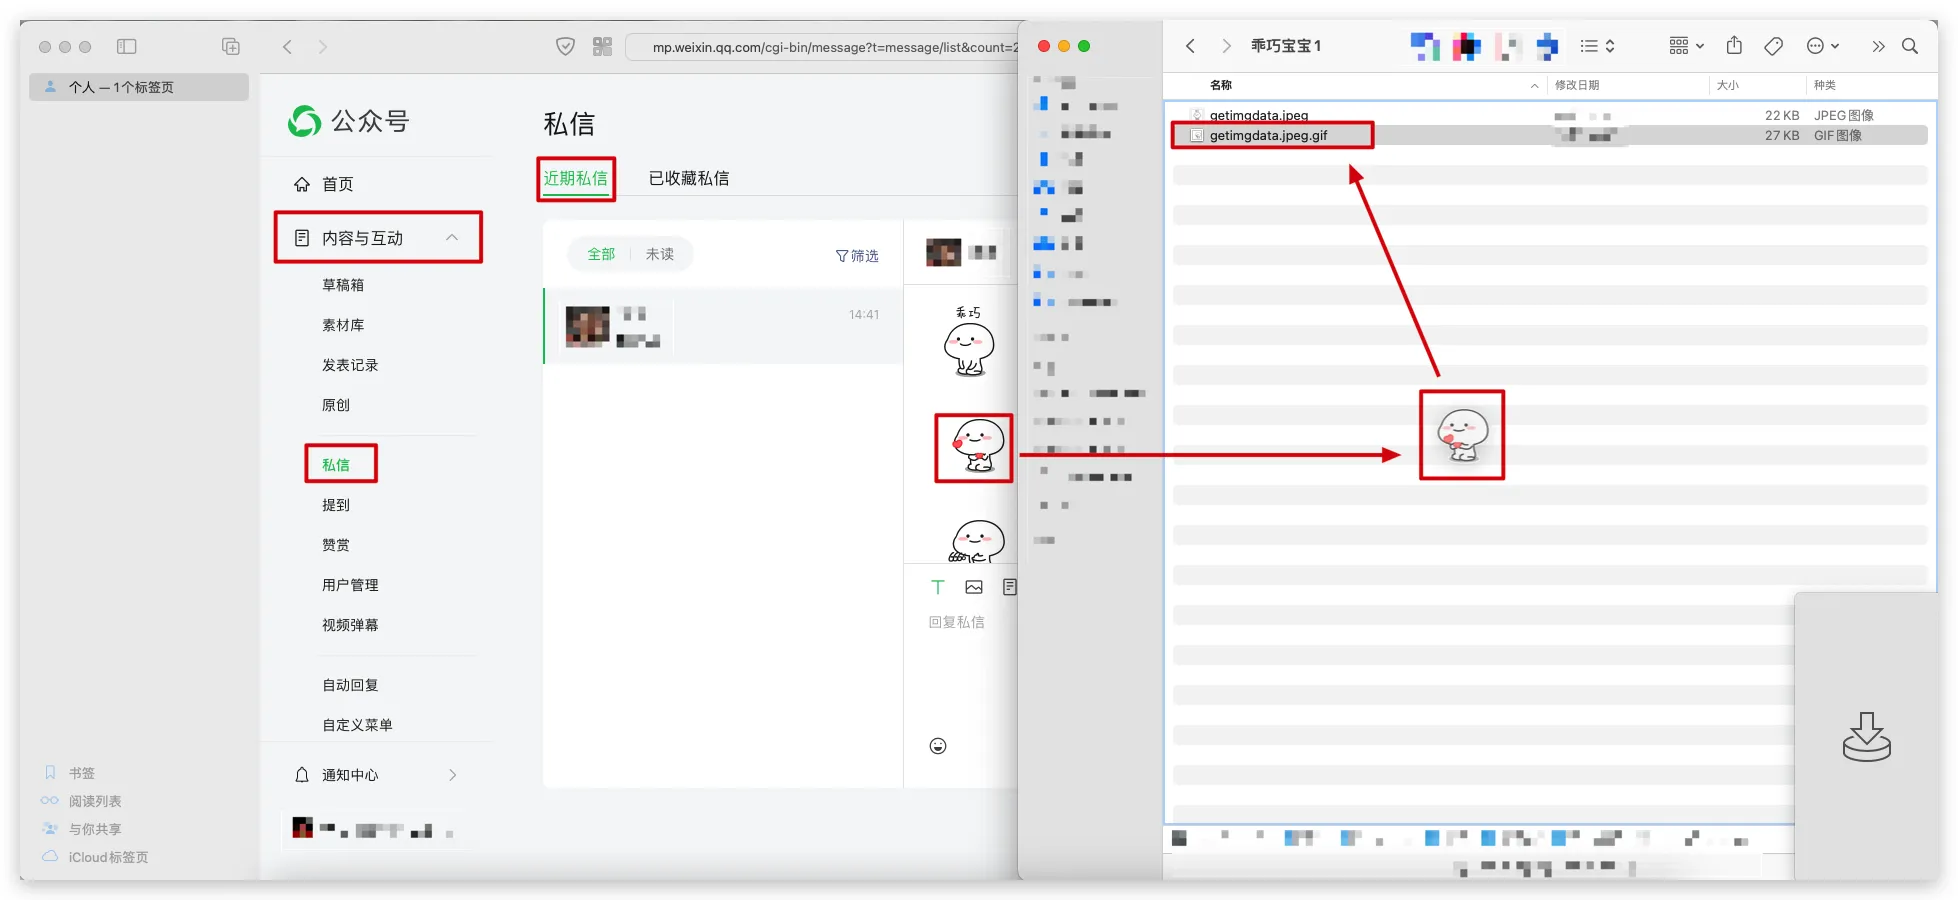 个人 — 1个标签页
书签
阅读列表
与你共享
iCloud标签页
mp.weixin.qq.com/cgi-bin/message?t=message/list&count=2
公众号
首页
内容与互动
草稿箱
素材库
发表记录
原创
私信
提到
赞赏
用户管理
视频弹幕
自动回复
自定义菜单
通知中心
私信
近期私信
已收藏私信
全部
未读
筛选
14:41
乖巧
回复私信
乖巧宝宝1
名称
修改日期
大小
种类
getimgdata.jpeg
22 KB
JPEG图像
getimgdata.jpeg.gif
27 KB
GIF图像